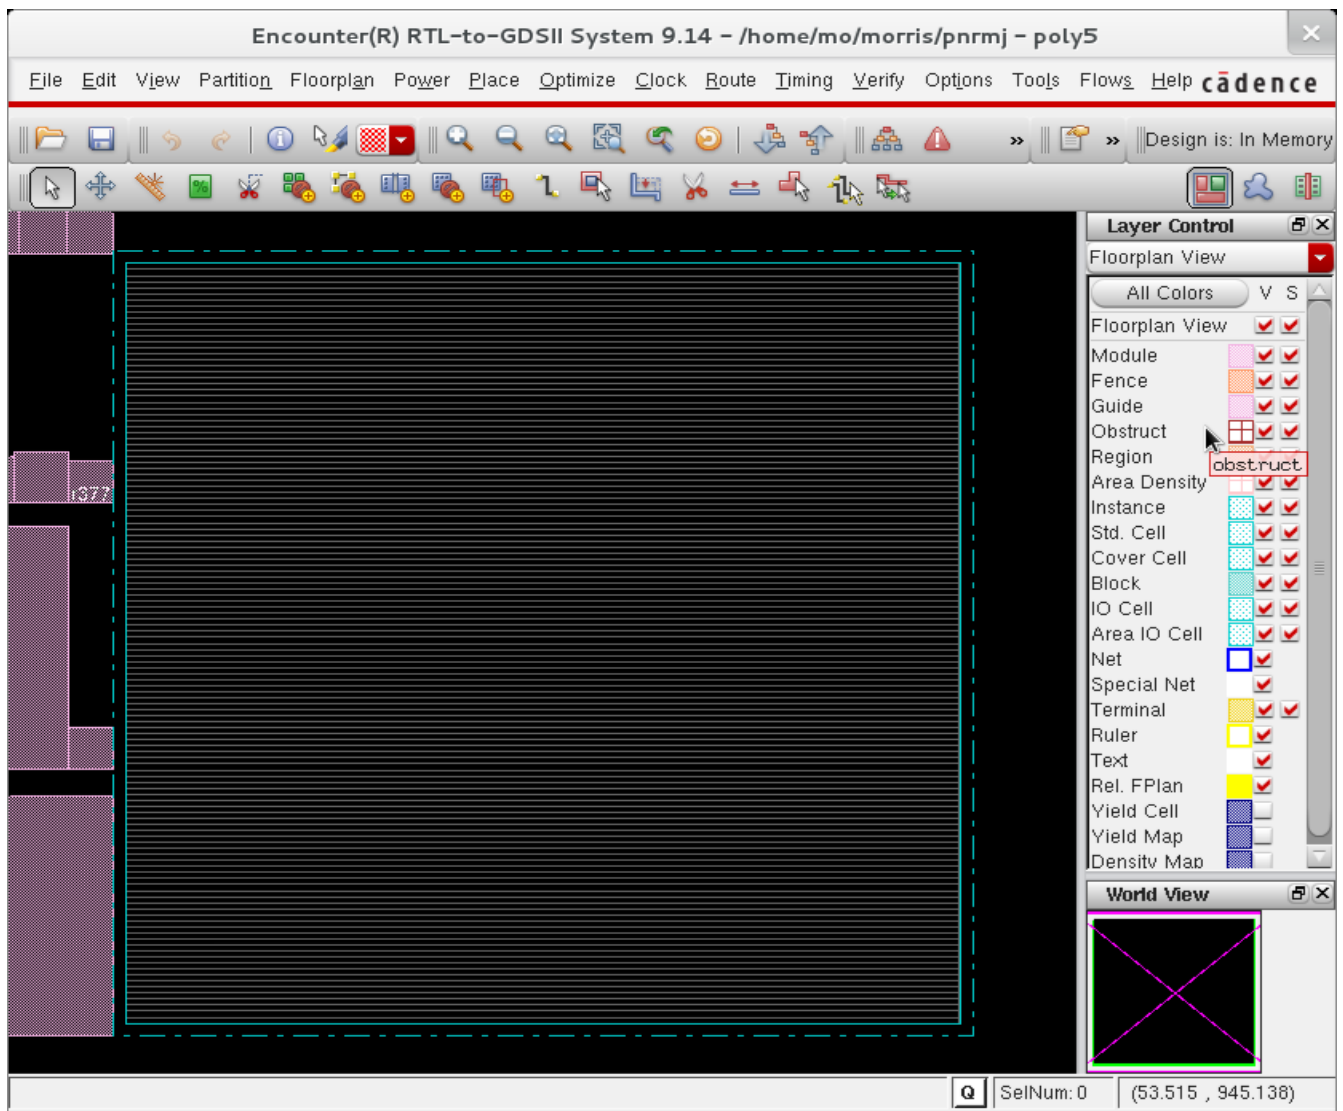 Encounter(R) RTL-to-GDSII System 9.14 - /home/mo/morris/pnrmj - poly5
File Edit View Partition Floorplan Power Place Optimize Clock Route Timing Verify Options Tools Flows Help cādence
» » Design is: In Memory
Layer Control
Floorplan View
All Colors V S
Floorplan View
Module
Fence
Guide
Obstruct
Region
obstruct
Area Density
Instance
Std. Cell
Cover Cell
Block
IO Cell
Area IO Cell
Net
Special Net
Terminal
Ruler
Text
Rel. FPlan
Yield Cell
Yield Map
Density Map
World View
Q SelNum: 0 (53.515 , 945.138)